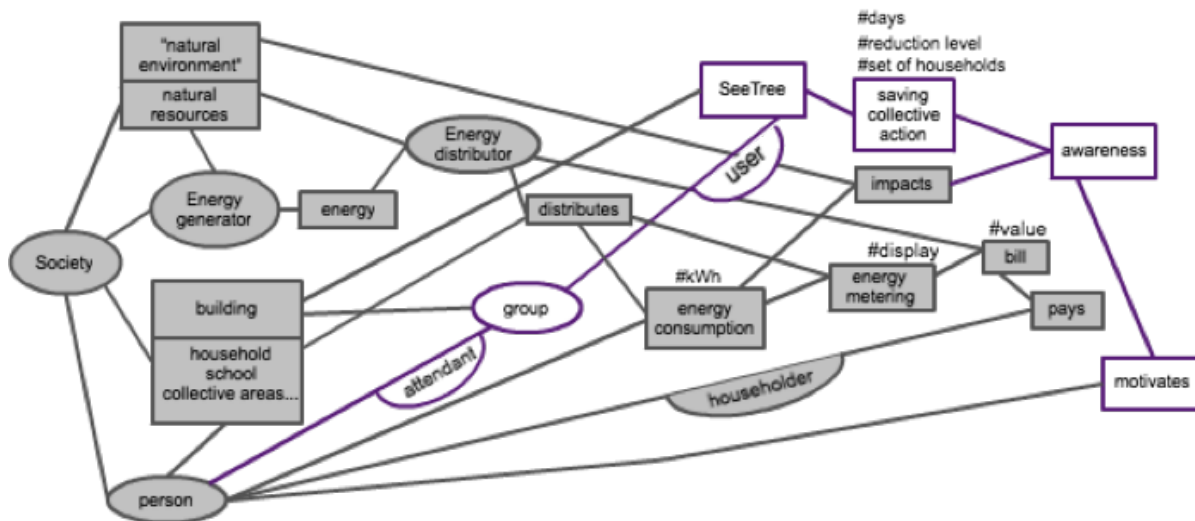 #days
#reduction level
#set of households
"natural
environment"
natural
resources
SeeTree
saving
collective
action
Energy
distributor
user
awareness
impacts
Energy
generator
energy
distributes
#value
bill
#display
energy
metering
Society
#kWh
energy
consumption
building
group
pays
household
school
collective areas...
attendant
householder
motivates
person